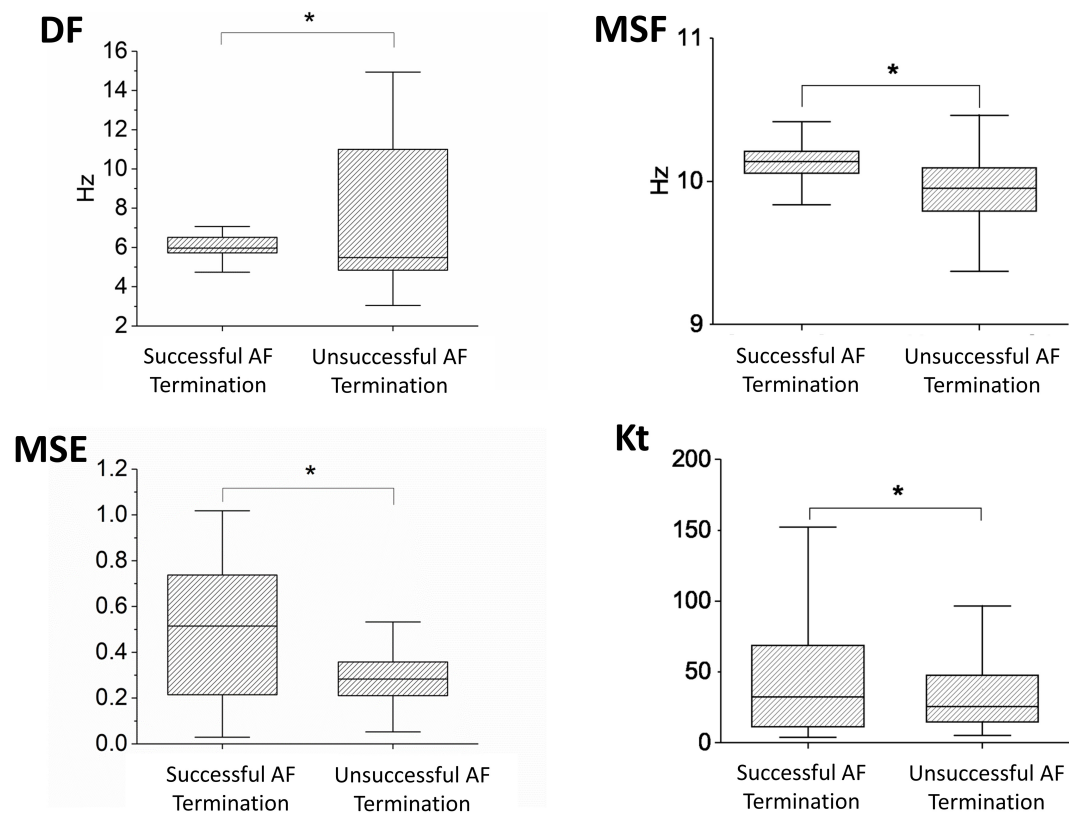 DF
*
16
14
12
10
8
6
4
2
Hz
Successful AF
Termination
Unsuccessful AF
Termination
MSF
*
11
10
9
Hz
Successful AF
Termination
Unsuccessful AF
Termination
MSE
*
1.2
1.0
0.8
0.6
0.4
0.2
0.0
Successful AF
Termination
Unsuccessful AF
Termination
Kt
*
200
150
100
50
0
Successful AF
Termination
Unsuccessful AF
Termination